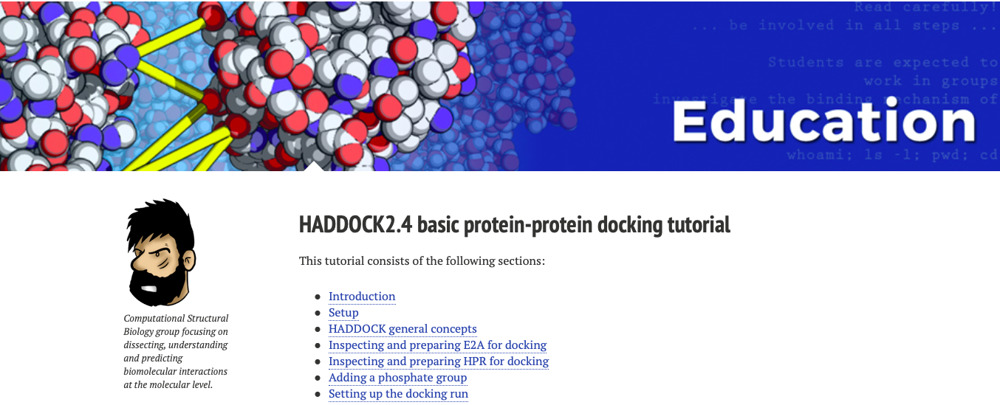 Read carefully!
... be involved in all steps ...
Students are expected to
work in groups
investigate the binding mechanism of
Education
whoami; ls -l; pwd; cd
HADDOCK2.4 basic protein-protein docking tutorial
This tutorial consists of the following sections:
● Introduction
● Setup
● HADDOCK general concepts
● Inspecting and preparing E2A for docking
● Inspecting and preparing HPR for docking
● Adding a phosphate group
● Setting up the docking run
Computational Structural
Biology group focusing on
dissecting, understanding
and predicting
biomolecular interactions
at the molecular level.